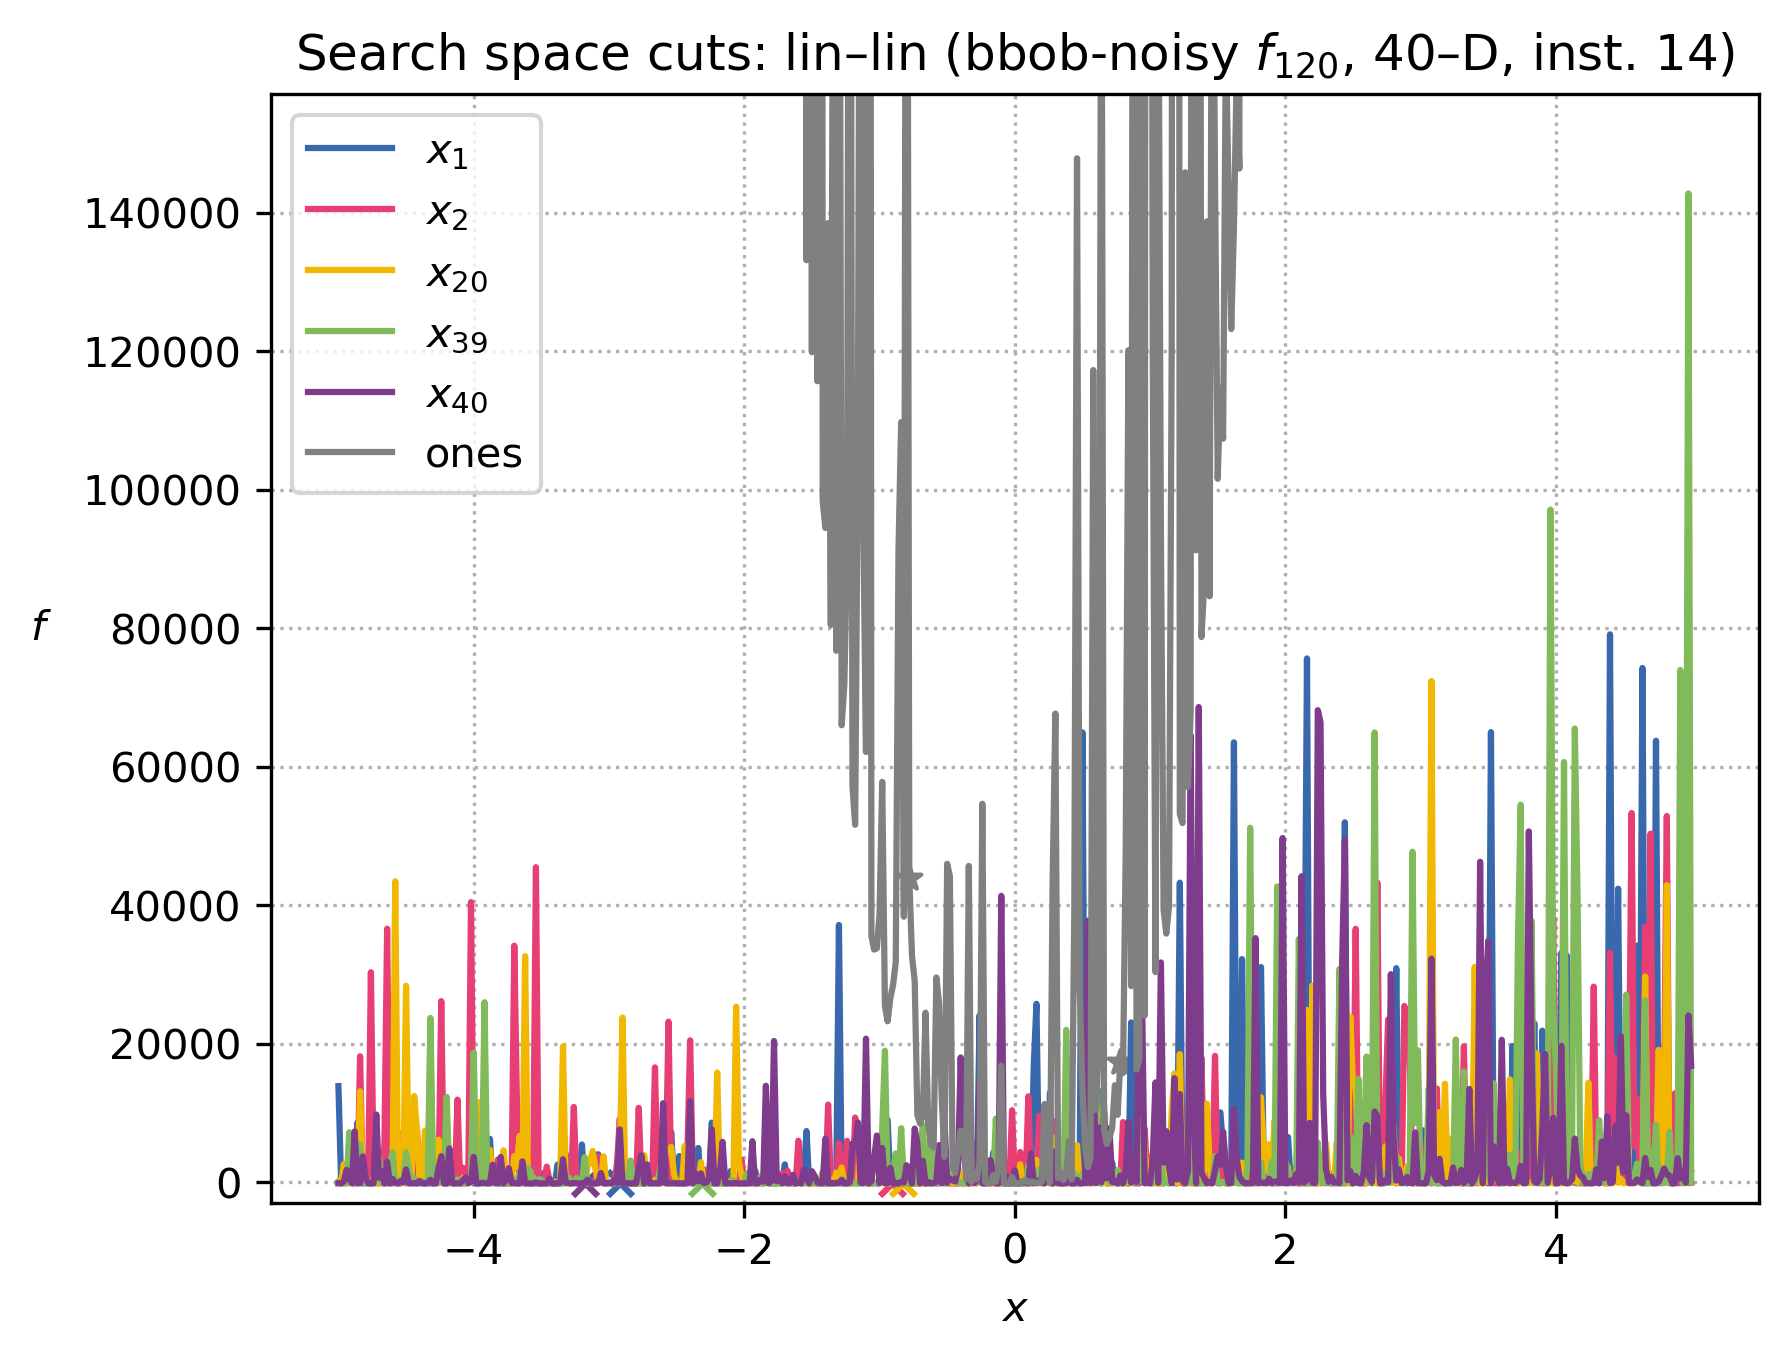 Search space cuts: lin–lin (bbob-noisy f₁₂₀, 40–D, inst. 14)
x₁
x₂
x₂₀
x₃₉
x₄₀
ones
140000
120000
100000
80000
60000
40000
20000
0
f
−4 −2 0 2 4
x